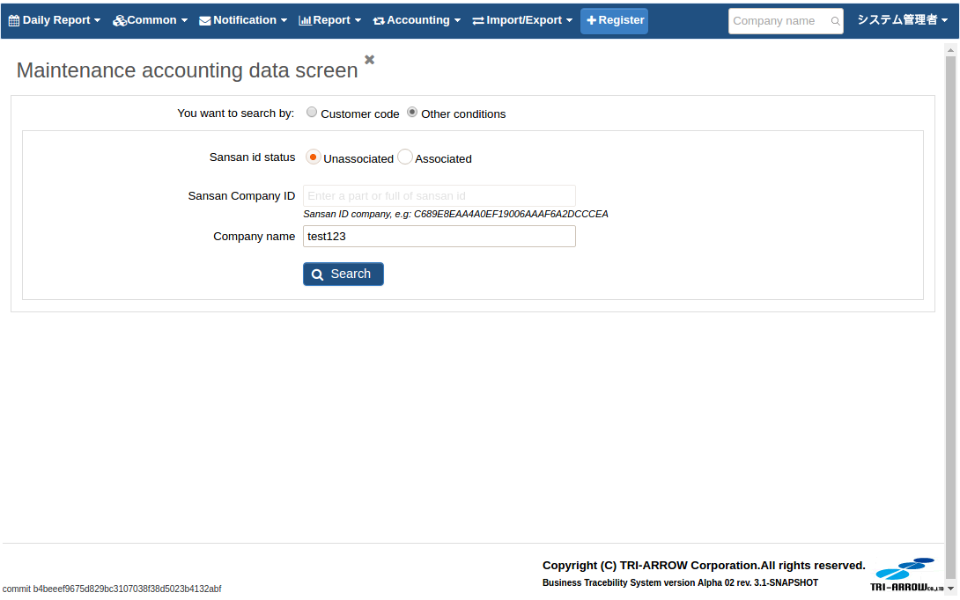 Daily Report Common Notification Report Accounting Import/Export Register Company name システム管理者
Maintenance accounting data screen
You want to search by: Customer code Other conditions
Sansan id status Unassociated Associated
Sansan Company ID Enter a part or full of sansan id
Sansan ID company, e.g: C689E8EAA4A0EF19006AAAF6A2DCCCEA
Company name test123
Search
Copyright (C) TRI-ARROW Corporation.All rights reserved.
Business Tracebility System version Alpha 02 rev. 3.1-SNAPSHOT
TRI-ARROW CO.,LTD
commit b4beeef9675d829bc3107038f38d5023b4132abf